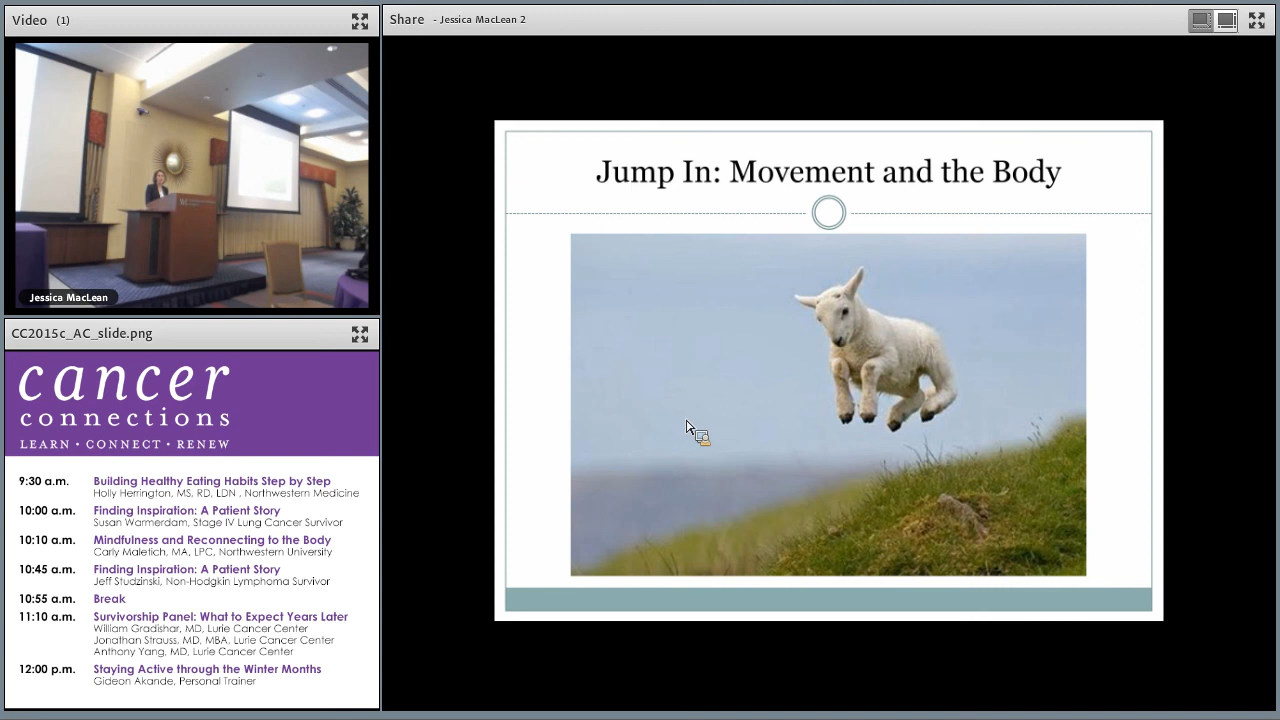 Video (1)
Jessica MacLean
CC2015c_AC_slide.png
cancer
connections
LEARN • CONNECT • RENEW
9:30 a.m. Building Healthy Eating Habits Step by Step
Holly Herrington, MS, RD, LDN , Northwestern Medicine
10:00 a.m. Finding Inspiration: A Patient Story
Susan Warmerdam, Stage IV Lung Cancer Survivor
10:10 a.m. Mindfulness and Reconnecting to the Body
Carly Maletich, MA, LPC, Northwestern University
10:45 a.m. Finding Inspiration: A Patient Story
Jeff Studzinski, Non-Hodgkin Lymphoma Survivor
10:55 a.m. Break
11:10 a.m. Survivorship Panel: What to Expect Years Later
William Gradishar, MD, Lurie Cancer Center
Jonathan Strauss, MD, MBA, Lurie Cancer Center
Anthony Yang, MD, Lurie Cancer Center
12:00 p.m. Staying Active through the Winter Months
Gideon Akande, Personal Trainer
Share - Jessica MacLean 2
Jump In: Movement and the Body